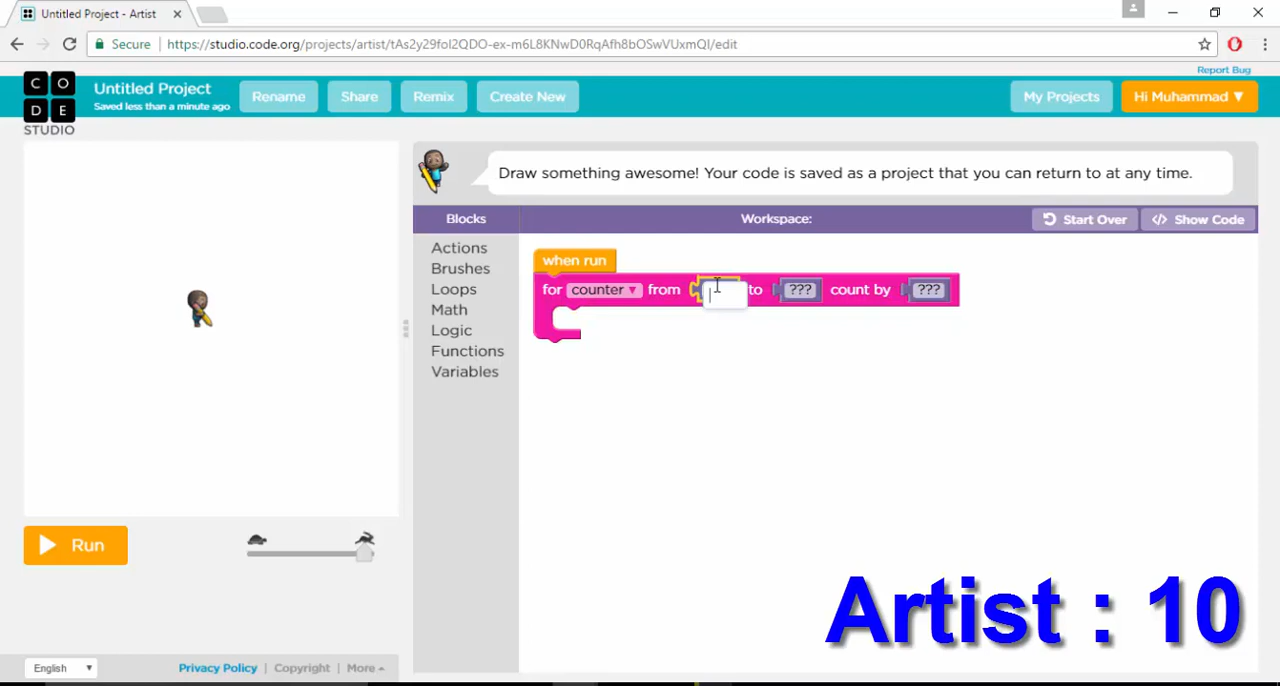 Untitled Project - Artist
Secure https://studio.code.org/projects/artist/tAs2y29fol2QDO-ex-m6L8KNwD0RqAfh8bOSwVUxmQI/edit
Report Bug
C O D E
STUDIO
Untitled Project
Saved less than a minute ago
Rename
Share
Remix
Create New
My Projects
Hi Muhammad ▼
Draw something awesome! Your code is saved as a project that you can return to at any time.
Blocks
Workspace:
Start Over
</> Show Code
Actions
Brushes
Loops
Math
Logic
Functions
Variables
when run
for counter from to ??? count by ???
Run
Artist : 10
English
Privacy Policy | Copyright | More